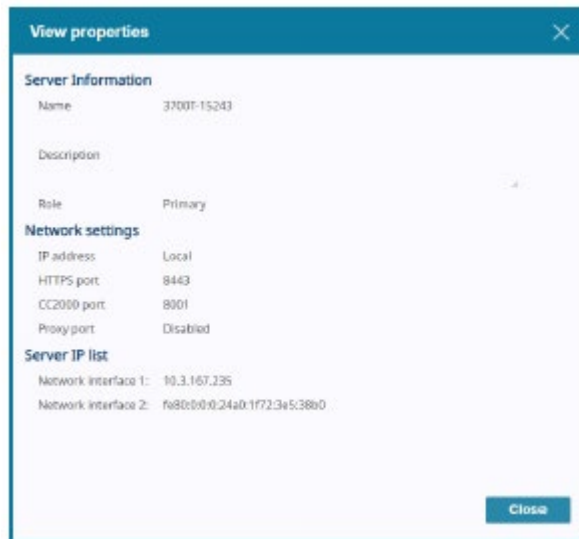 View properties
Server Information
Name 3700T-15243
Description
Role Primary
Network settings
IP address Local
HTTPS port 8443
CC2000 port 8001
Proxy port Disabled
Server IP list
Network interface 1: 10.3.167.235
Network interface 2: fe80:0:0:0:24a0:1f72:3e5:38b0
Close